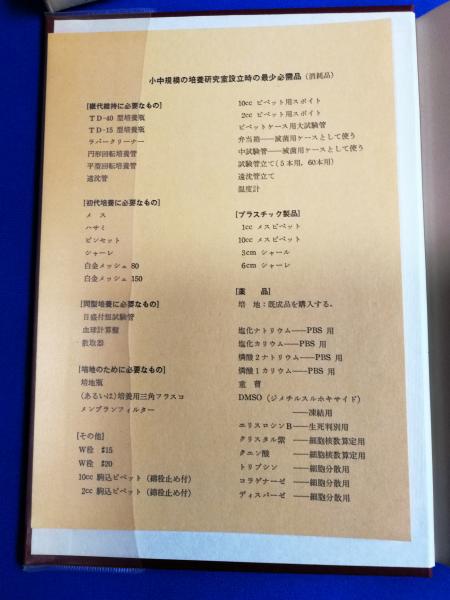 小中規模の培養研究室設立時の最少必需品 (消耗品)
[継代維持に必要なもの]
TD-40 型培養瓶
TD-15 型培養瓶
ラバークリーナー
円形回転培養管
平型回転培養管
遠沈管
[初代培養に必要なもの]
メス
ハサミ
ピンセット
シャーレ
白金メッシュ 80
白金メッシュ 150
[同型培養に必要なもの]
目盛付短試験管
血球計算盤
数取器
[培地のために必要なもの]
培地瓶
(あるいは)培養用三角フラスコ
メンブランフィルター
[その他]
W栓 #15
W栓 #20
10cc 駒込ピペット (綿栓止め付)
2cc 駒込ピペット (綿栓止め付)
10cc ピペット用スポイト
2cc ピペット用スポイト
ピペットケース用大試験管
弁当箱――滅菌用ケースとして使う
中試験管――滅菌用ケースとして使う
試験管立て(5本用, 60本用)
遠沈管立て
温度計
[プラスチック製品]
1cc メスピペット
10cc メスピペット
3cm シャーレ
6cm シャーレ
[薬品]
培地:既成品を購入する。
塩化ナトリウム――PBS 用
塩化カリウム――PBS 用
燐酸2ナトリウム――PBS 用
燐酸1カリウム――PBS 用
重曹
DMSO (ジメチルスルホキサイド)
――凍結用
エリスロシンB――生死判別用
クリスタル紫――細胞核数算定用
クエン酸――細胞核数算定用
トリプシン――細胞分散用
コラゲナーゼ――細胞分散用
ディスパーゼ――細胞分散用